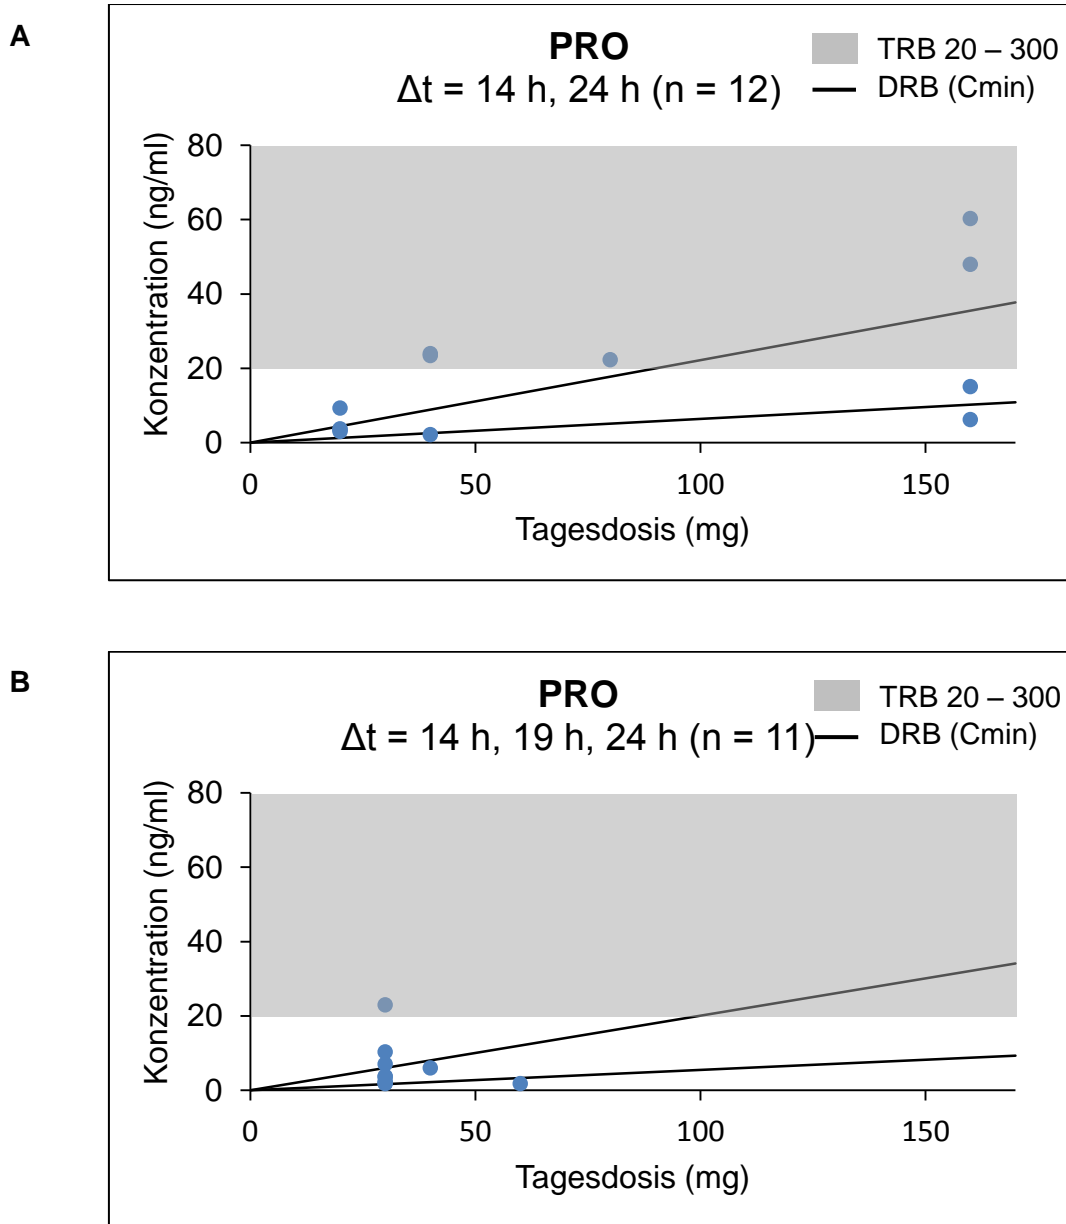 A
PRO
Δt = 14 h, 24 h (n = 12)
TRB 20 – 300
DRB (Cmin)
Konzentration (ng/ml)
80
60
40
20
0
0 50 100 150
Tagesdosis (mg)
B
PRO
Δt = 14 h, 19 h, 24 h (n = 11)
TRB 20 – 300
DRB (Cmin)
Konzentration (ng/ml)
80
60
40
20
0
0 50 100 150
Tagesdosis (mg)